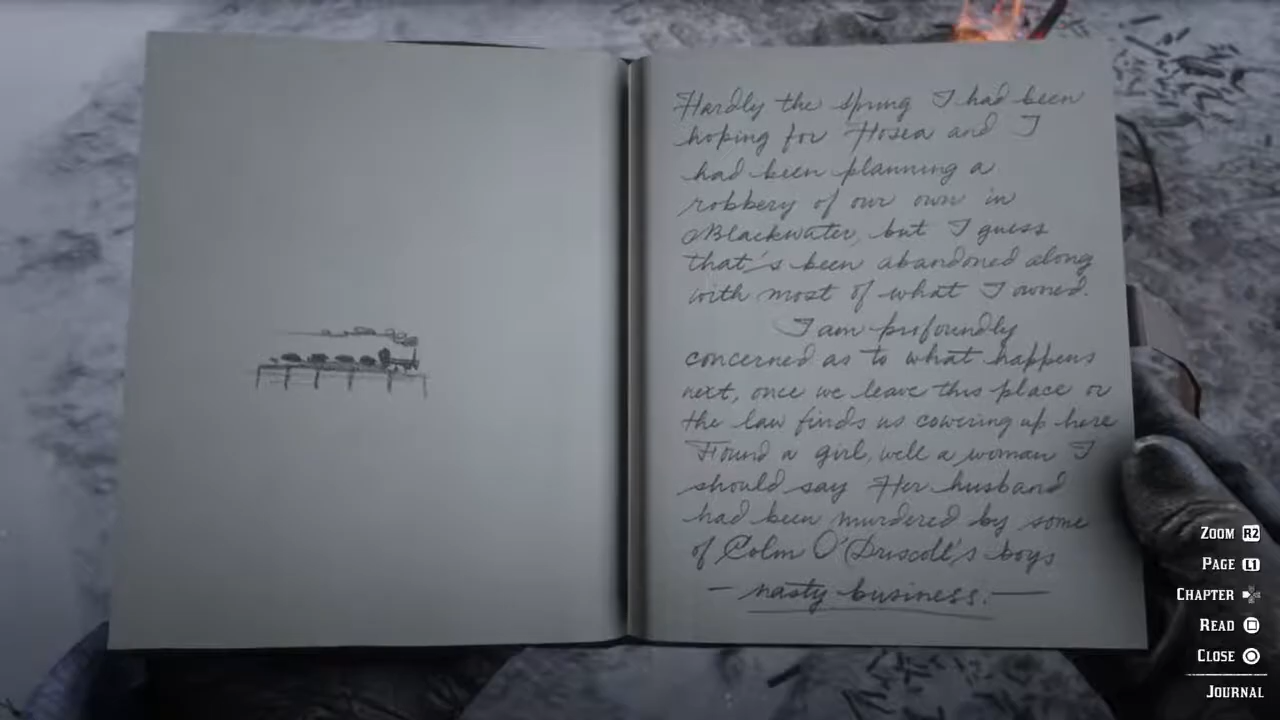 Hardly the spring I had been
hoping for Hosea and I
had been planning a
robbery of our own in
Blackwater, but I guess
that's been abandoned along
with most of what I owned.
I am profoundly
concerned as to what happens
next, once we leave this place or
the law finds us cowering up here
Found a girl, well a woman I
should say Her husband
had been murdered by some
of Colm O'Driscoll's boys
— nasty business. —
ZOOM R2
PAGE L1
CHAPTER
READ
CLOSE
JOURNAL